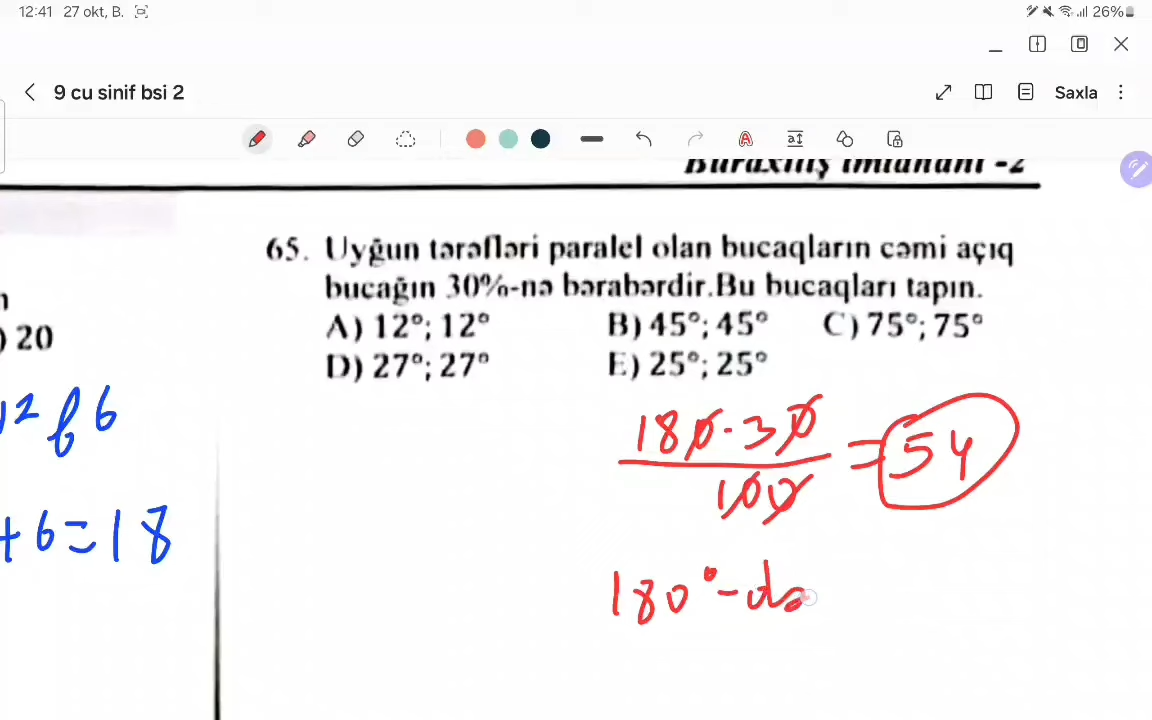 12:41 27 okt, B. 26%
9 cu sinif bsi 2 Saxla
Buraxılış imtahanı -2
65. Uyğun tərəfləri paralel olan bucaqların cəmi açıq
bucağın 30%-nə bərabərdir.Bu bucaqları tapın.
A) 12°; 12° B) 45°; 45° C) 75°; 75°
D) 27°; 27° E) 25°; 25°
) 20
180·30
100
=54
180°-də
12 6
+6=18